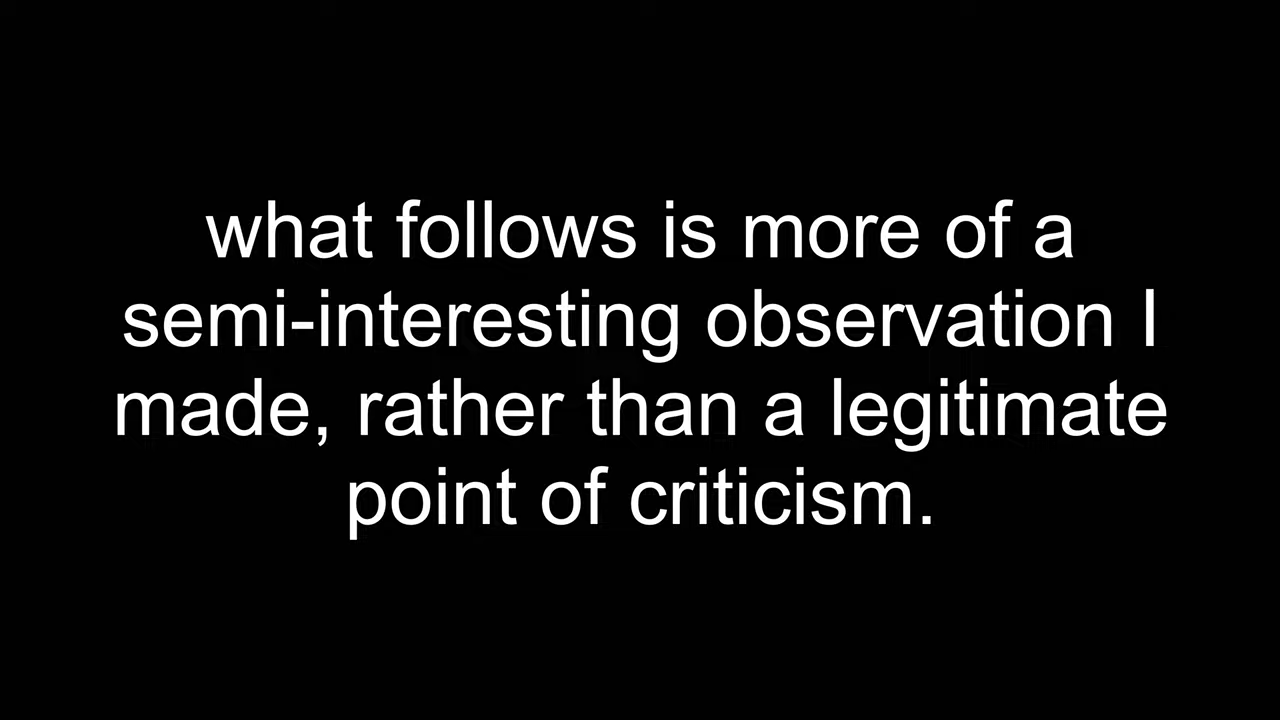 what follows is more of a
semi-interesting observation I
made, rather than a legitimate
point of criticism.